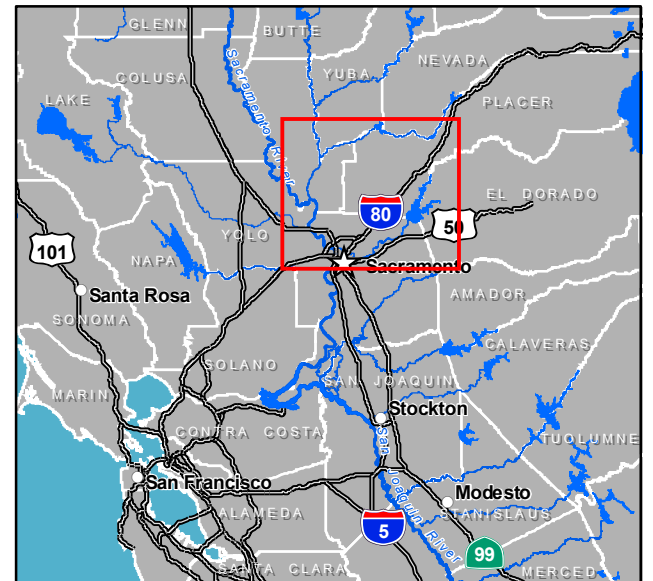 GLENN
BUTTE
NEVADA
COLUSA
YUBA
Sacramento River
LAKE
PLACER
EL DORADO
80
50
101
YOLO
NAPA
Sacramento
Santa Rosa
AMADOR
SONOMA
CALAVERAS
SOLANO
SAN JOAQUIN
MARIN
Stockton
CONTRA COSTA
TUOLUMNE
San Francisco
San Joaquin River
Modesto
ALAMEDA
STANISLAUS
5
99
SANTA CLARA
MERCED